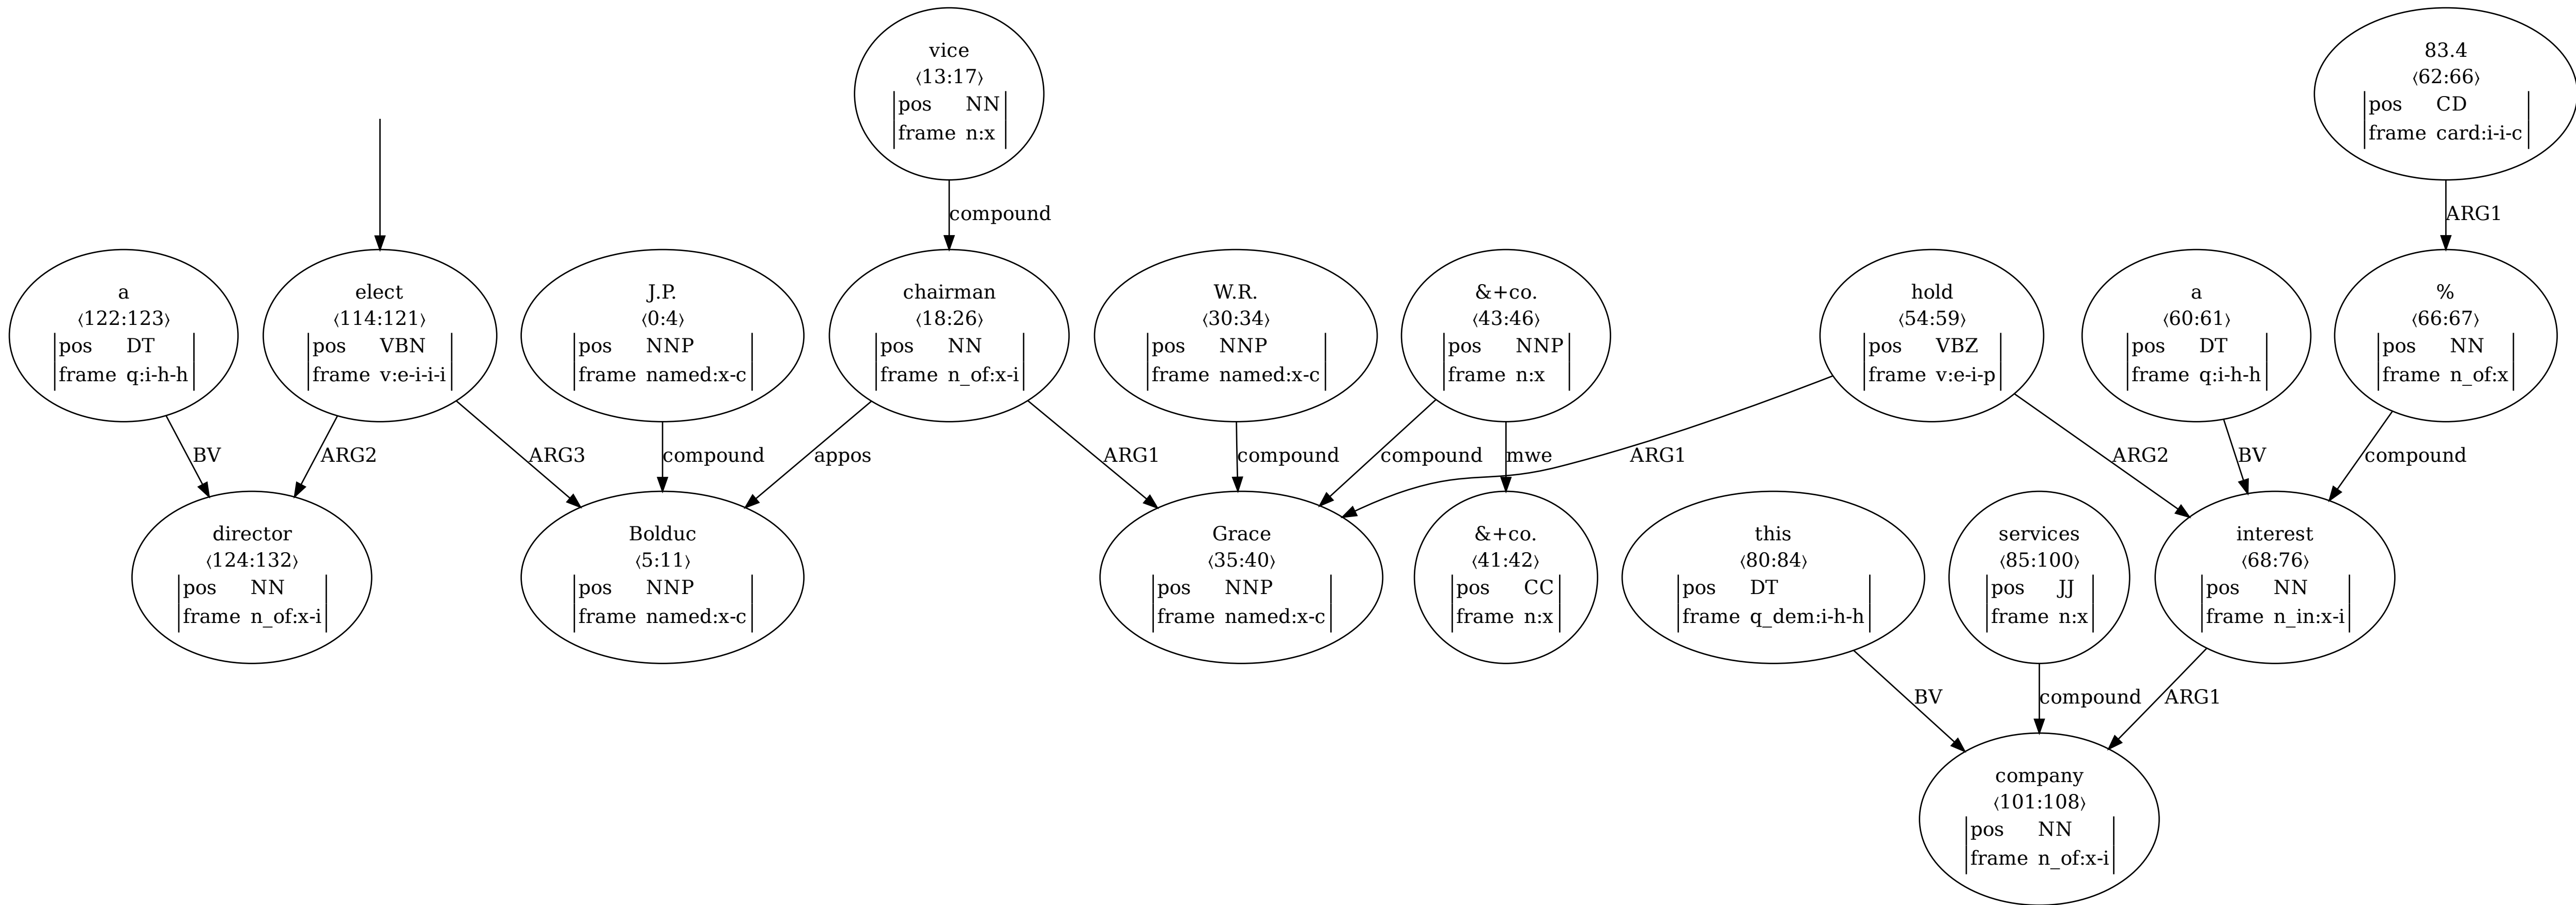 vice
⟨13:17⟩
pos NN
frame n:x
83.4
⟨62:66⟩
pos CD
frame card:i-i-c
compound
ARG1
a
⟨122:123⟩
pos DT
frame q:i-h-h
elect
⟨114:121⟩
pos VBN
frame v:e-i-i-i
J.P.
⟨0:4⟩
pos NNP
frame named:x-c
chairman
⟨18:26⟩
pos NN
frame n_of:x-i
W.R.
⟨30:34⟩
pos NNP
frame named:x-c
&+co.
⟨43:46⟩
pos NNP
frame n:x
hold
⟨54:59⟩
pos VBZ
frame v:e-i-p
a
⟨60:61⟩
pos DT
frame q:i-h-h
%
⟨66:67⟩
pos NN
frame n_of:x
BV
ARG2
ARG3
compound
appos
ARG1
compound
compound
mwe
ARG1
ARG2
BV
compound
director
⟨124:132⟩
pos NN
frame n_of:x-i
Bolduc
⟨5:11⟩
pos NNP
frame named:x-c
Grace
⟨35:40⟩
pos NNP
frame named:x-c
&+co.
⟨41:42⟩
pos CC
frame n:x
this
⟨80:84⟩
pos DT
frame q_dem:i-h-h
services
⟨85:100⟩
pos JJ
frame n:x
interest
⟨68:76⟩
pos NN
frame n_in:x-i
BV
compound
ARG1
company
⟨101:108⟩
pos NN
frame n_of:x-i